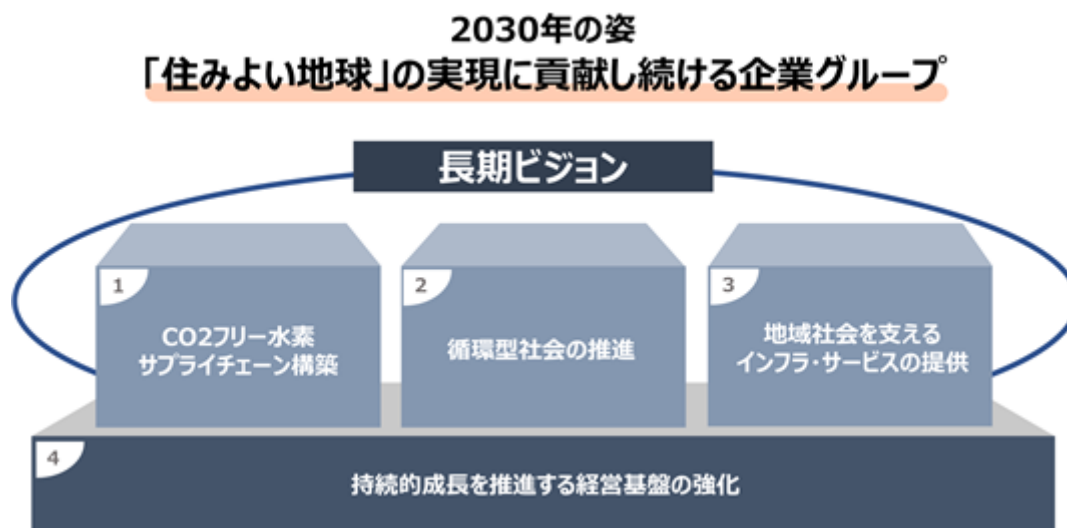 2030年の姿
「住みよい地球」の実現に貢献し続ける企業グループ
長期ビジョン
1
CO2フリー水素
サプライチェーン構築
2
循環型社会の推進
3
地域社会を支える
インフラ・サービスの提供
4
持続的成長を推進する経営基盤の強化